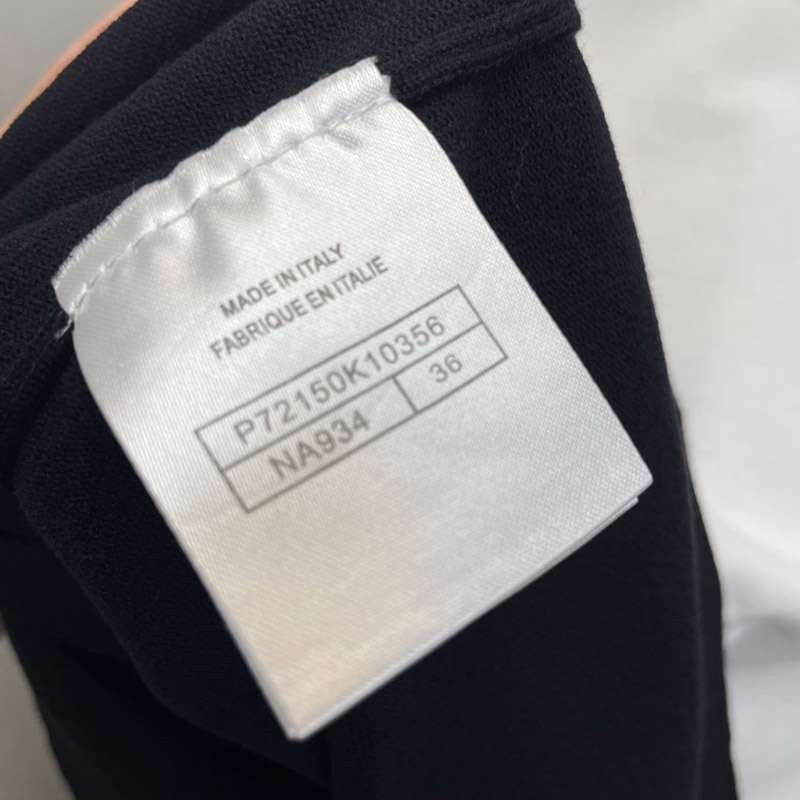 MADE IN ITALY
FABRIQUE EN ITALIE
P72150K10356
NA934 36